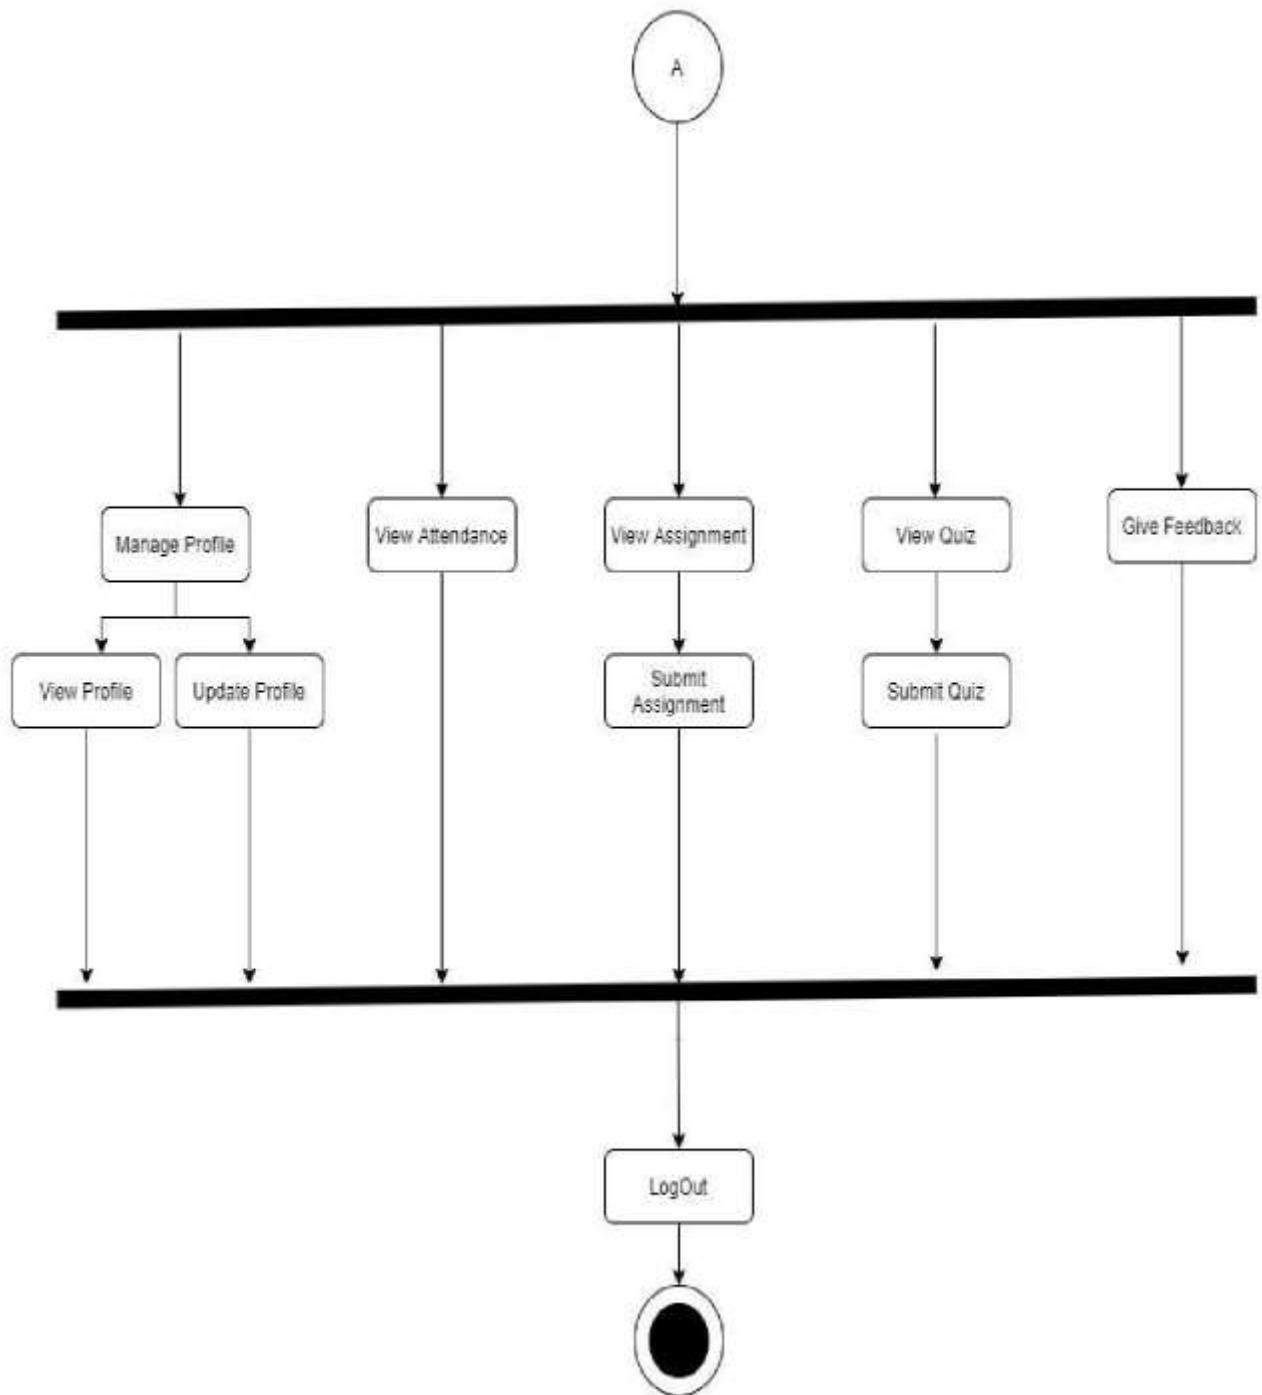 A
Manage Profile
View Attendance
View Assignment
View Quiz
Give Feedback
View Profile
Update Profile
Submit
Assignment
Submit Quiz
LogOut